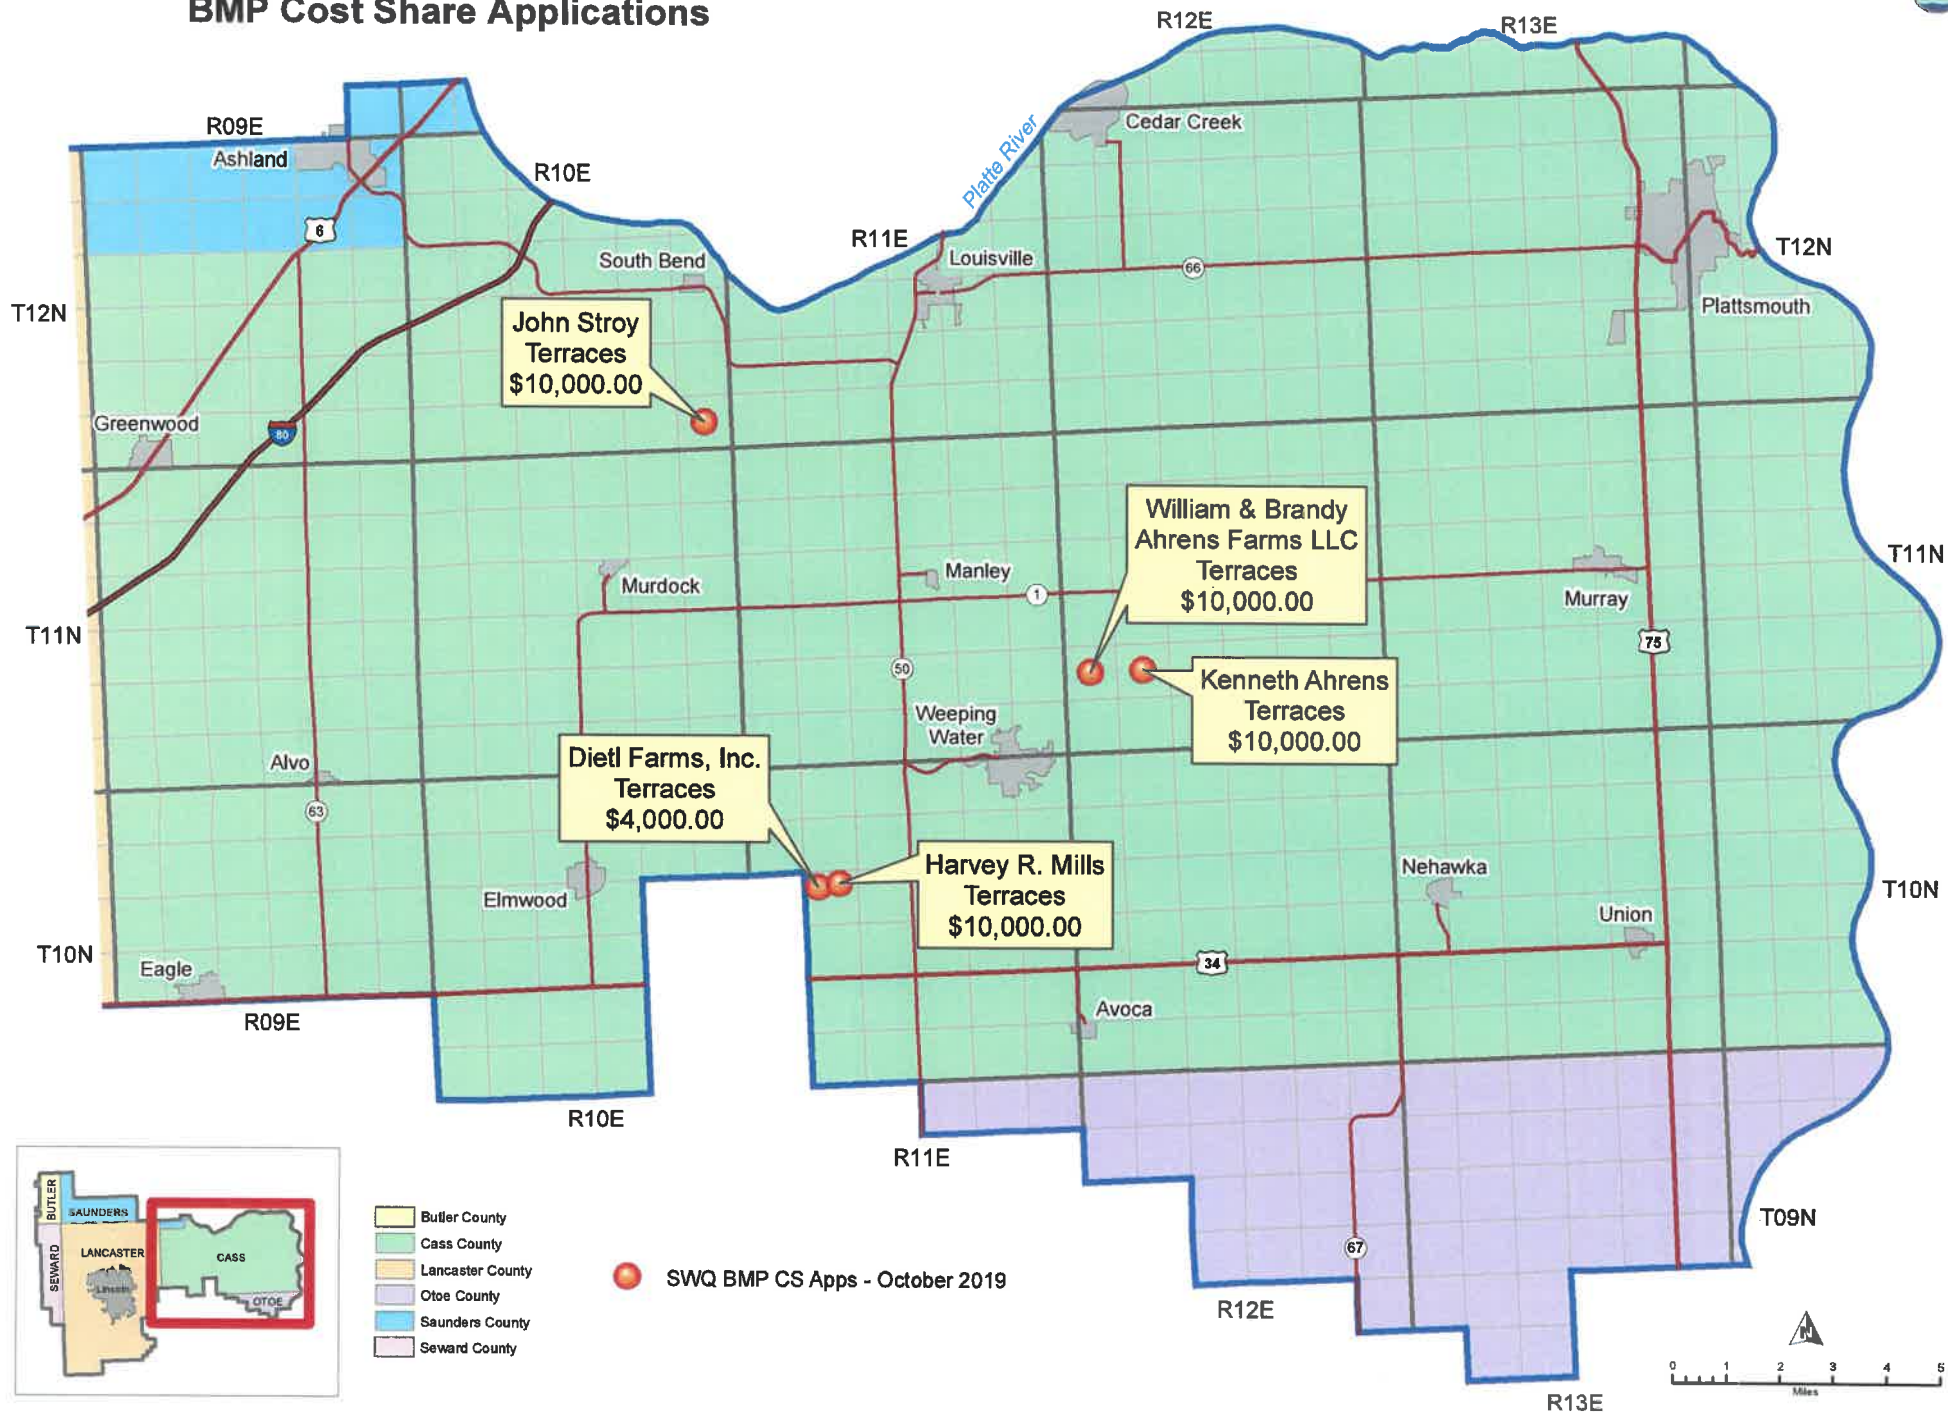 BMP Cost Share Applications
R12E
R13E
R09E
Ashland
R10E
Platte River
Cedar Creek
6
R11E
South Bend
Louisville
66
T12N
T12N
Plattsmouth
John Stroy
Terraces
$10,000.00
Greenwood
80
William & Brandy
Ahrens Farms LLC
Terraces
$10,000.00
T11N
Murdock
Manley
1
Murray
T11N
75
50
Kenneth Ahrens
Terraces
$10,000.00
Weeping
Water
Alvo
Dietl Farms, Inc.
Terraces
$4,000.00
63
Harvey R. Mills
Terraces
$10,000.00
Elmwood
Nehawka
T10N
Union
T10N
Eagle
34
Avoca
R09E
R10E
R11E
T09N
67
R12E
R13E
BUTLER
SAUNDERS
SEWARD
LANCASTER
Lincoln
CASS
OTOE
Butler County
Cass County
Lancaster County
Otoe County
Saunders County
Seward County
SWQ BMP CS Apps - October 2019
N
0 1 2 3 4 5
Miles